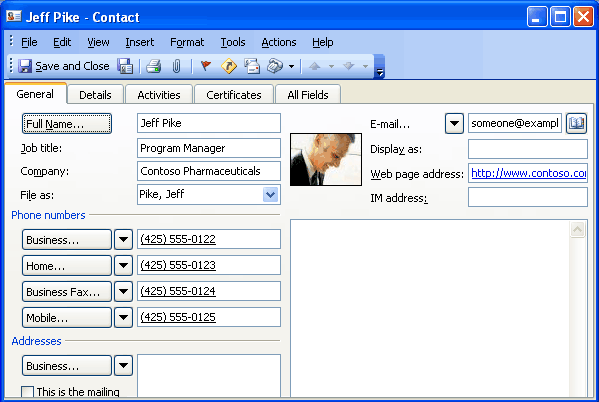 Jeff Pike - Contact
File Edit View Insert Format Tools Actions Help
Save and Close
General Details Activities Certificates All Fields
Full Name... Jeff Pike
Job title: Program Manager
Company: Contoso Pharmaceuticals
File as: Pike, Jeff
E-mail... someone@exampl
Display as:
Web page address: http://www.contoso.co
IM address:
Phone numbers
Business... (425) 555-0122
Home... (425) 555-0123
Business Fax... (425) 555-0124
Mobile... (425) 555-0125
Addresses
Business...
This is the mailing